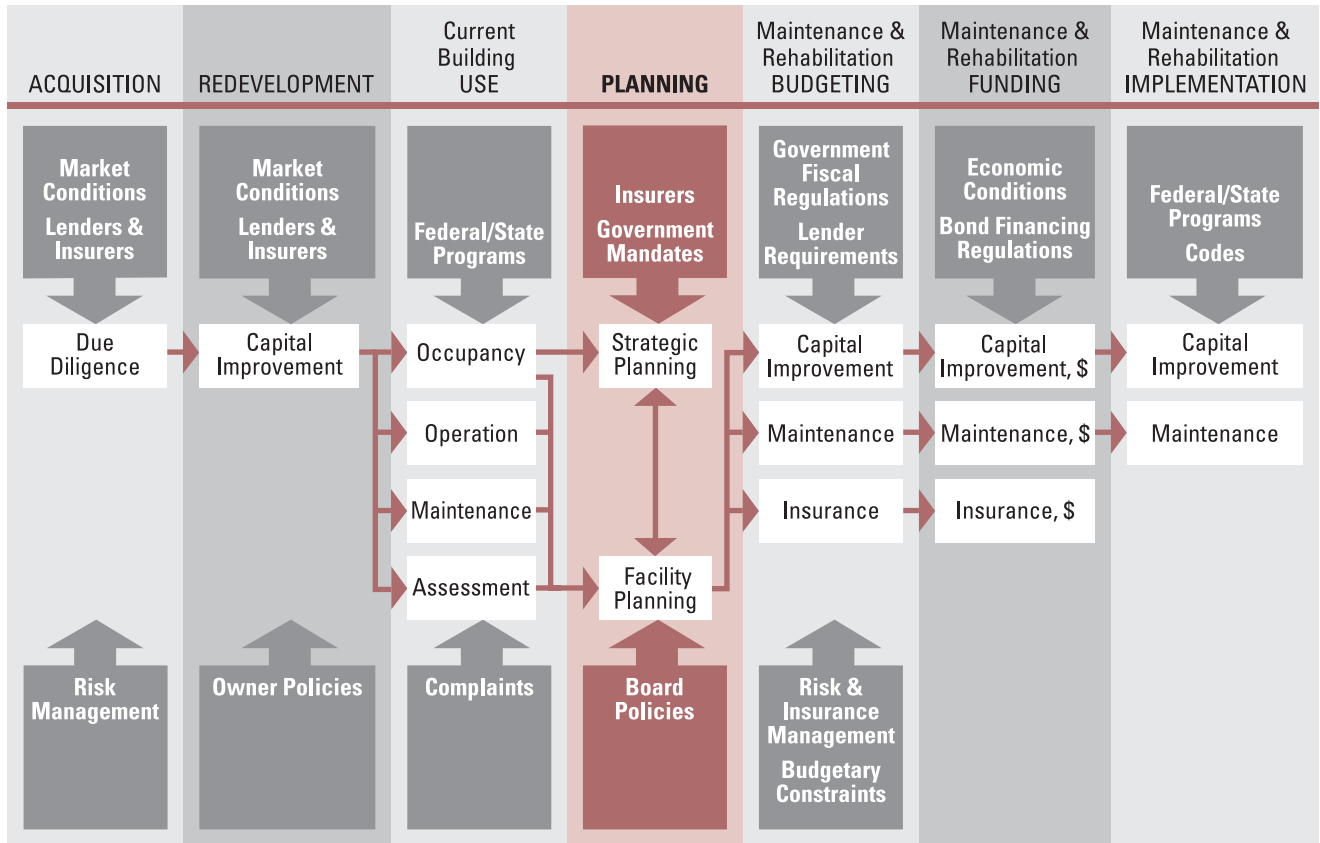 ACQUISITION
REDEVELOPMENT
Current
Building
USE
PLANNING
Maintenance &
Rehabilitation
BUDGETING
Maintenance &
Rehabilitation
FUNDING
Maintenance &
Rehabilitation
IMPLEMENTATION
Market
Conditions
Lenders &
Insurers
Market
Conditions
Lenders &
Insurers
Federal/State
Programs
Insurers
Government
Mandates
Government
Fiscal
Regulations
Lender
Requirements
Economic
Conditions
Bond Financing
Regulations
Federal/State
Programs
Codes
Due
Diligence
Capital
Improvement
Occupancy
Strategic
Planning
Capital
Improvement
Capital
Improvement, $
Capital
Improvement
Operation
Maintenance
Maintenance, $
Maintenance
Maintenance
Insurance
Insurance, $
Assessment
Facility
Planning
Risk
Management
Owner Policies
Complaints
Board
Policies
Risk &
Insurance
Management
Budgetary
Constraints